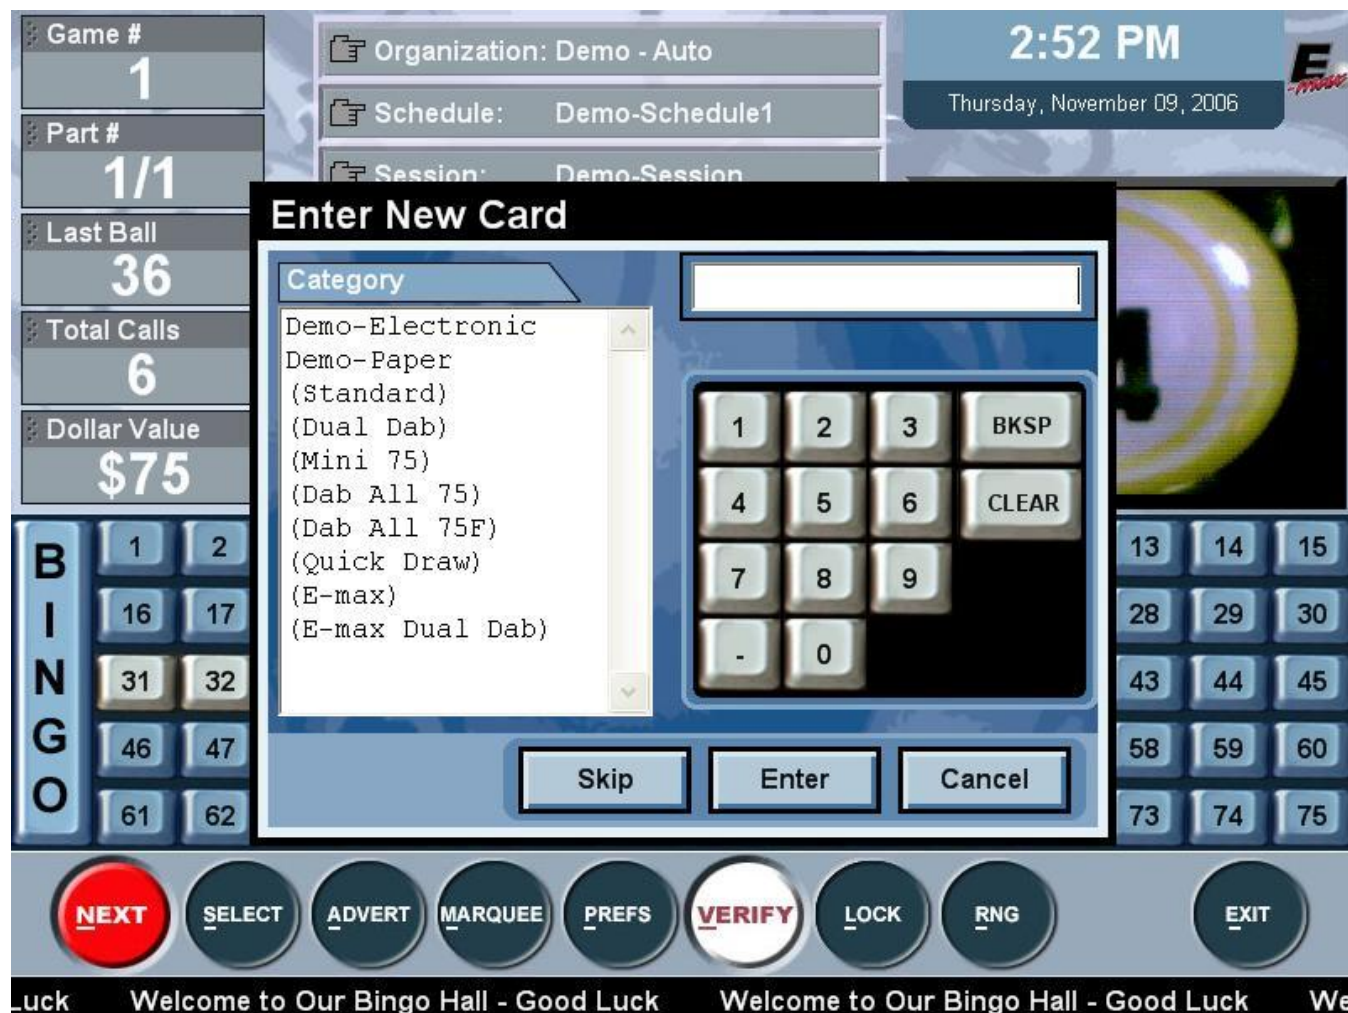 Game #
1
Part #
1/1
Last Ball
36
Total Calls
6
Dollar Value
$75
Organization: Demo - Auto
Schedule: Demo-Schedule1
Session: Demo-Session
2:52 PM
Thursday, November 09, 2006
E
-max
4
Enter New Card
Category
Demo-Electronic
Demo-Paper
(Standard)
(Dual Dab)
(Mini 75)
(Dab All 75)
(Dab All 75F)
(Quick Draw)
(E-max)
(E-max Dual Dab)
1 2 3 BKSP
4 5 6 CLEAR
7 8 9
- 0
Skip Enter Cancel
B 1 2 13 14 15
I 16 17 28 29 30
N 31 32 43 44 45
G 46 47 58 59 60
O 61 62 73 74 75
NEXT SELECT ADVERT MARQUEE PREFS VERIFY LOCK RNG EXIT
Luck Welcome to Our Bingo Hall - Good Luck Welcome to Our Bingo Hall - Good Luck We